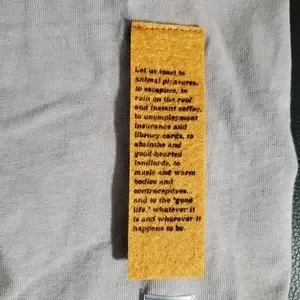 Let us toast to
animal pleasures,
to escapism, to
rain on the roof
and instant coffee,
to unemployment
insurance and
library cards, to
absinthe and
good-hearted
landlords, to
music and warm
bodies and
contraceptives...
and to the "good
life," whatever it
is and wherever it
happens to be.